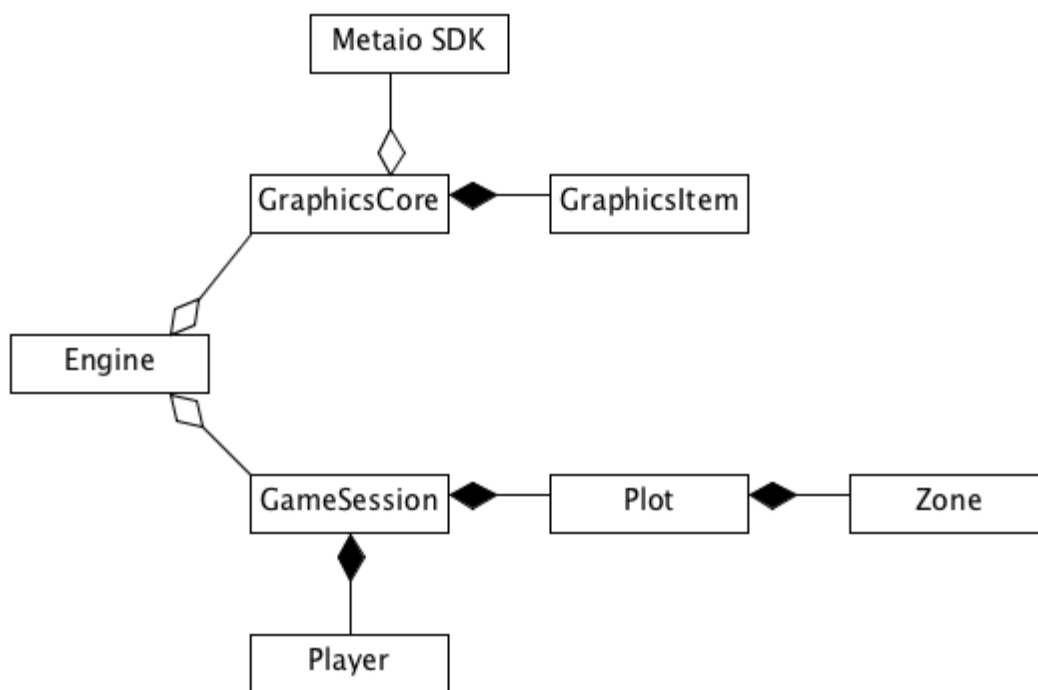 Metaio SDK
GraphicsCore
GraphicsItem
Engine
GameSession
Plot
Zone
Player